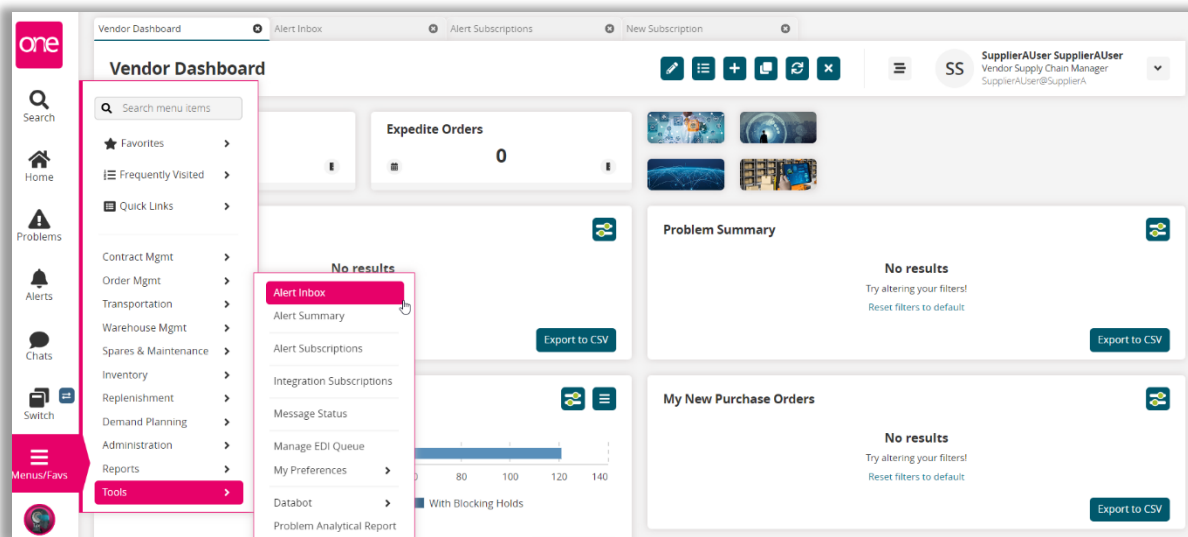 one
Search
Home
Problems
Alerts
Chats
Switch
Menus/Favs
Vendor Dashboard
Alert Inbox
Alert Subscriptions
New Subscription
Vendor Dashboard
SS
SupplierAUser SupplierAUser
Vendor Supply Chain Manager
SupplierAUser@SupplierA
Search menu items
Favorites
Frequently Visited
Quick Links
Contract Mgmt
Order Mgmt
Transportation
Warehouse Mgmt
Spares & Maintenance
Inventory
Replenishment
Demand Planning
Administration
Reports
Tools
Alert Inbox
Alert Summary
Alert Subscriptions
Integration Subscriptions
Message Status
Manage EDI Queue
My Preferences
Databot
Problem Analytical Report
Expedite Orders
0
No results
Export to CSV
80 100 120 140
With Blocking Holds
Problem Summary
No results
Try altering your filters!
Reset filters to default
Export to CSV
My New Purchase Orders
No results
Try altering your filters!
Reset filters to default
Export to CSV